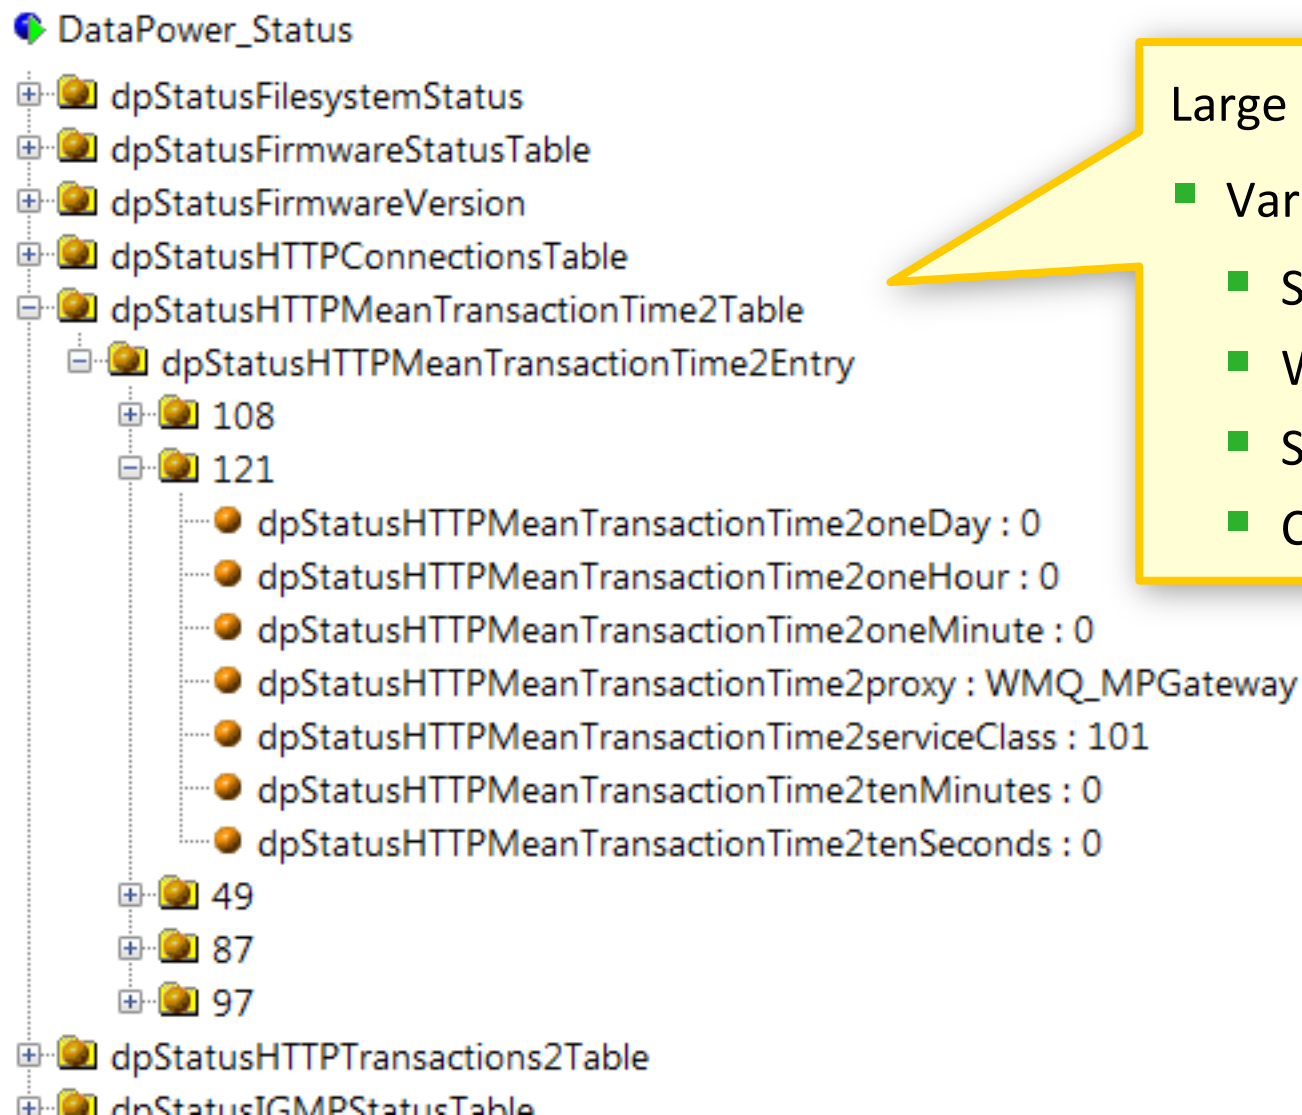 DataPower_Status
dpStatusFilesystemStatus
dpStatusFirmwareStatusTable
dpStatusFirmwareVersion
dpStatusHTTPConnectionsTable
dpStatusHTTPMeanTransactionTime2Table
dpStatusHTTPMeanTransactionTime2Entry
108
121
dpStatusHTTPMeanTransactionTime2oneDay : 0
dpStatusHTTPMeanTransactionTime2oneHour : 0
dpStatusHTTPMeanTransactionTime2oneMinute : 0
dpStatusHTTPMeanTransactionTime2proxy : WMQ_MPGateway
dpStatusHTTPMeanTransactionTime2serviceClass : 101
dpStatusHTTPMeanTransactionTime2tenMinutes : 0
dpStatusHTTPMeanTransactionTime2tenSeconds : 0
49
87
97
dpStatusHTTPTransactions2Table
dpStatusIGMPStatusTable
Large
Var
S